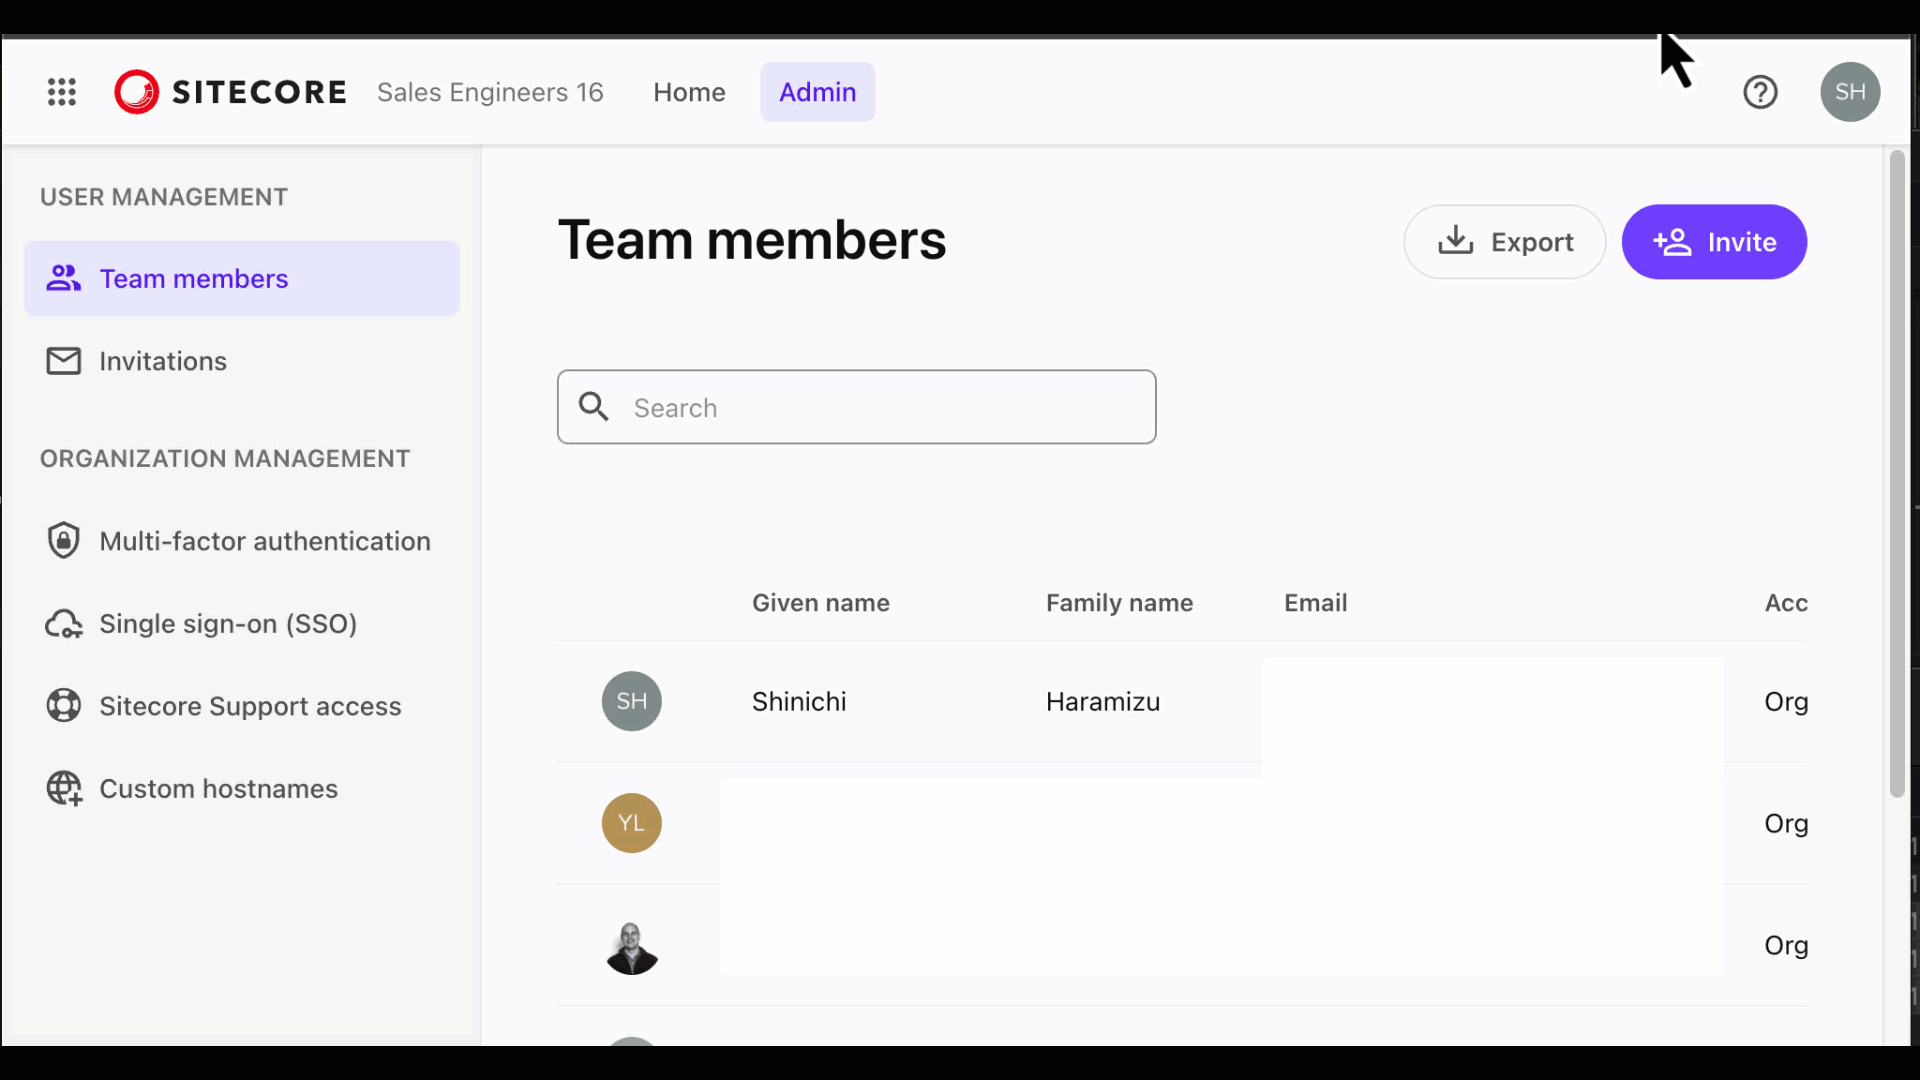 SITECORE Sales Engineers 16 Home Admin SH
USER MANAGEMENT
Team members
Invitations
ORGANIZATION MANAGEMENT
Multi-factor authentication
Single sign-on (SSO)
Sitecore Support access
Custom hostnames
Team members
Export Invite
Search
Given name Family name Email Acc
SH Shinichi Haramizu Org
YL Org
Org